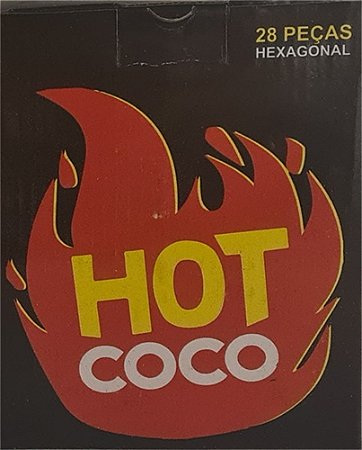 28 PEÇAS
HEXAGONAL
HOT
COCO